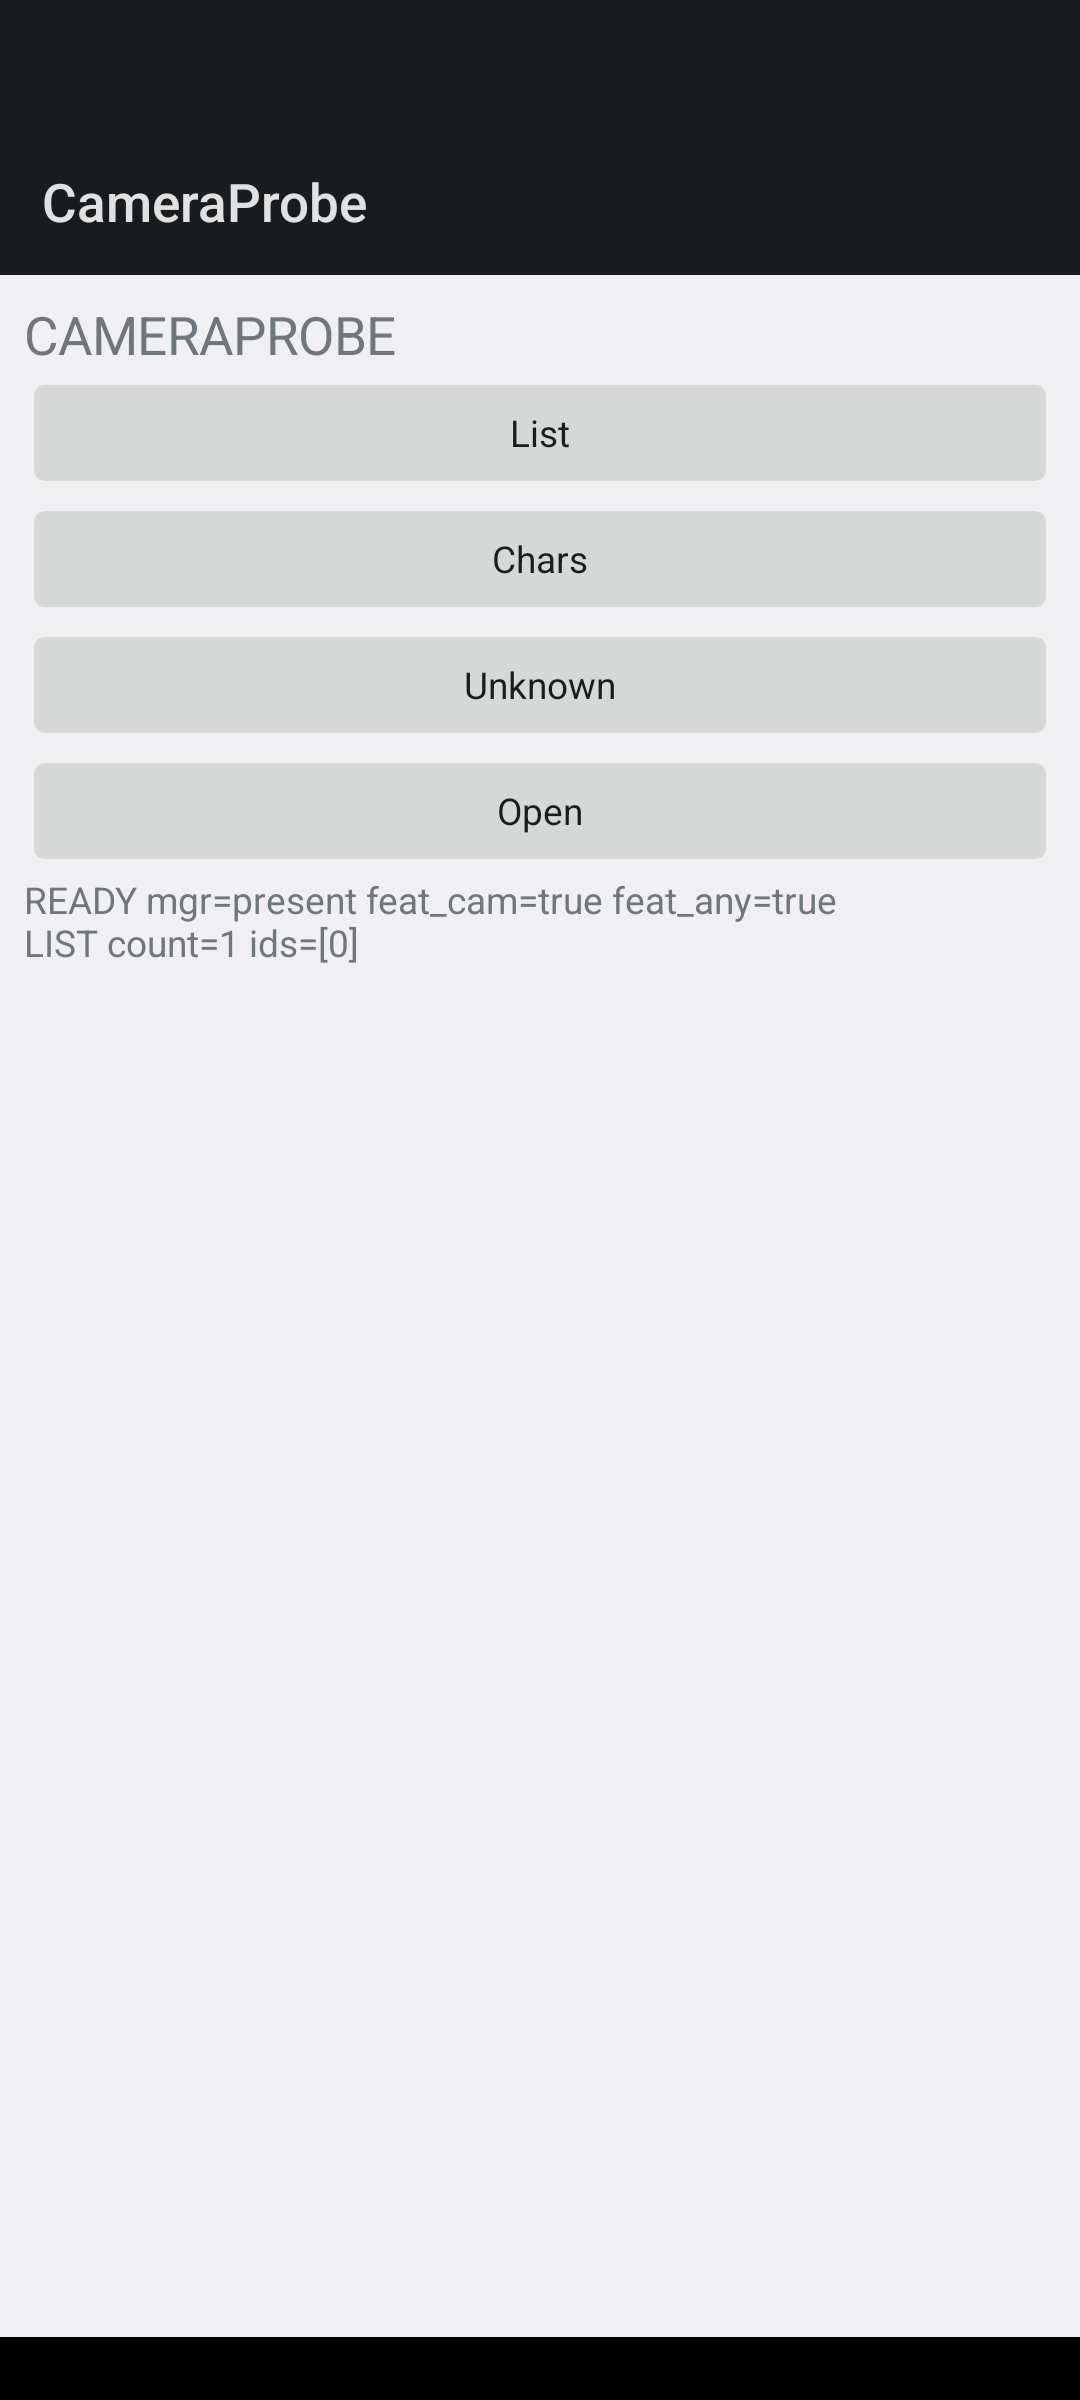 CameraProbe
CAMERAPROBE
List
Chars
Unknown
Open
READY mgr=present feat_cam=true feat_any=true
LIST count=1 ids=[0]